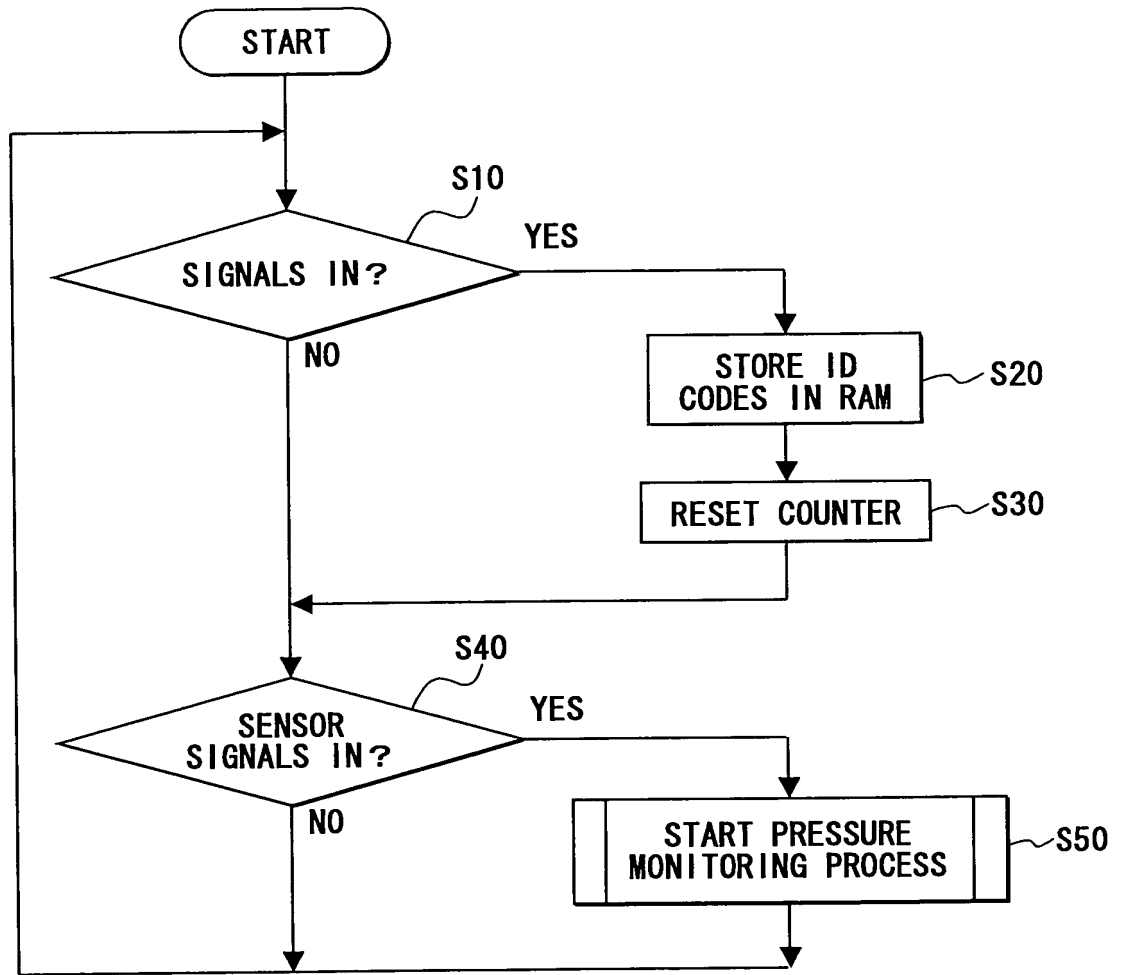 START
S10
YES
SIGNALS IN?
NO
STORE ID
CODES IN RAM
S20
RESET COUNTER
S30
S40
YES
SENSOR
SIGNALS IN?
NO
START PRESSURE
MONITORING PROCESS
S50